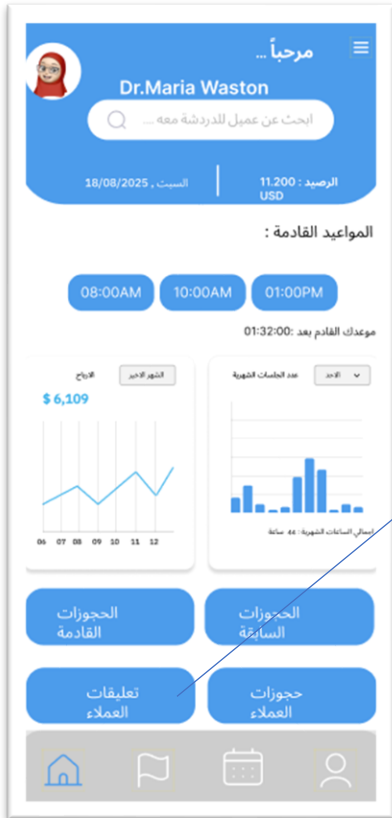 مرحباً ...
Dr.Maria Waston
ابحث عن عميل للدردشة معه ....
الرصيد : 11.200
USD
السبت , 18/08/2025
المواعيد القادمة :
01:00PM
10:00AM
08:00AM
موعدك القادم بعد :01:32:00
الاحد
عدد الجلسات الشهرية
اجمالي الساعات الشهرية : 44 ساعة
الشهر الاخير
الارباح
$ 6,109
06 07 08 09 10 11 12
الحجوزات
السابقة
الحجوزات
القادمة
حجوزات
العملاء
تعليقات
العملاء